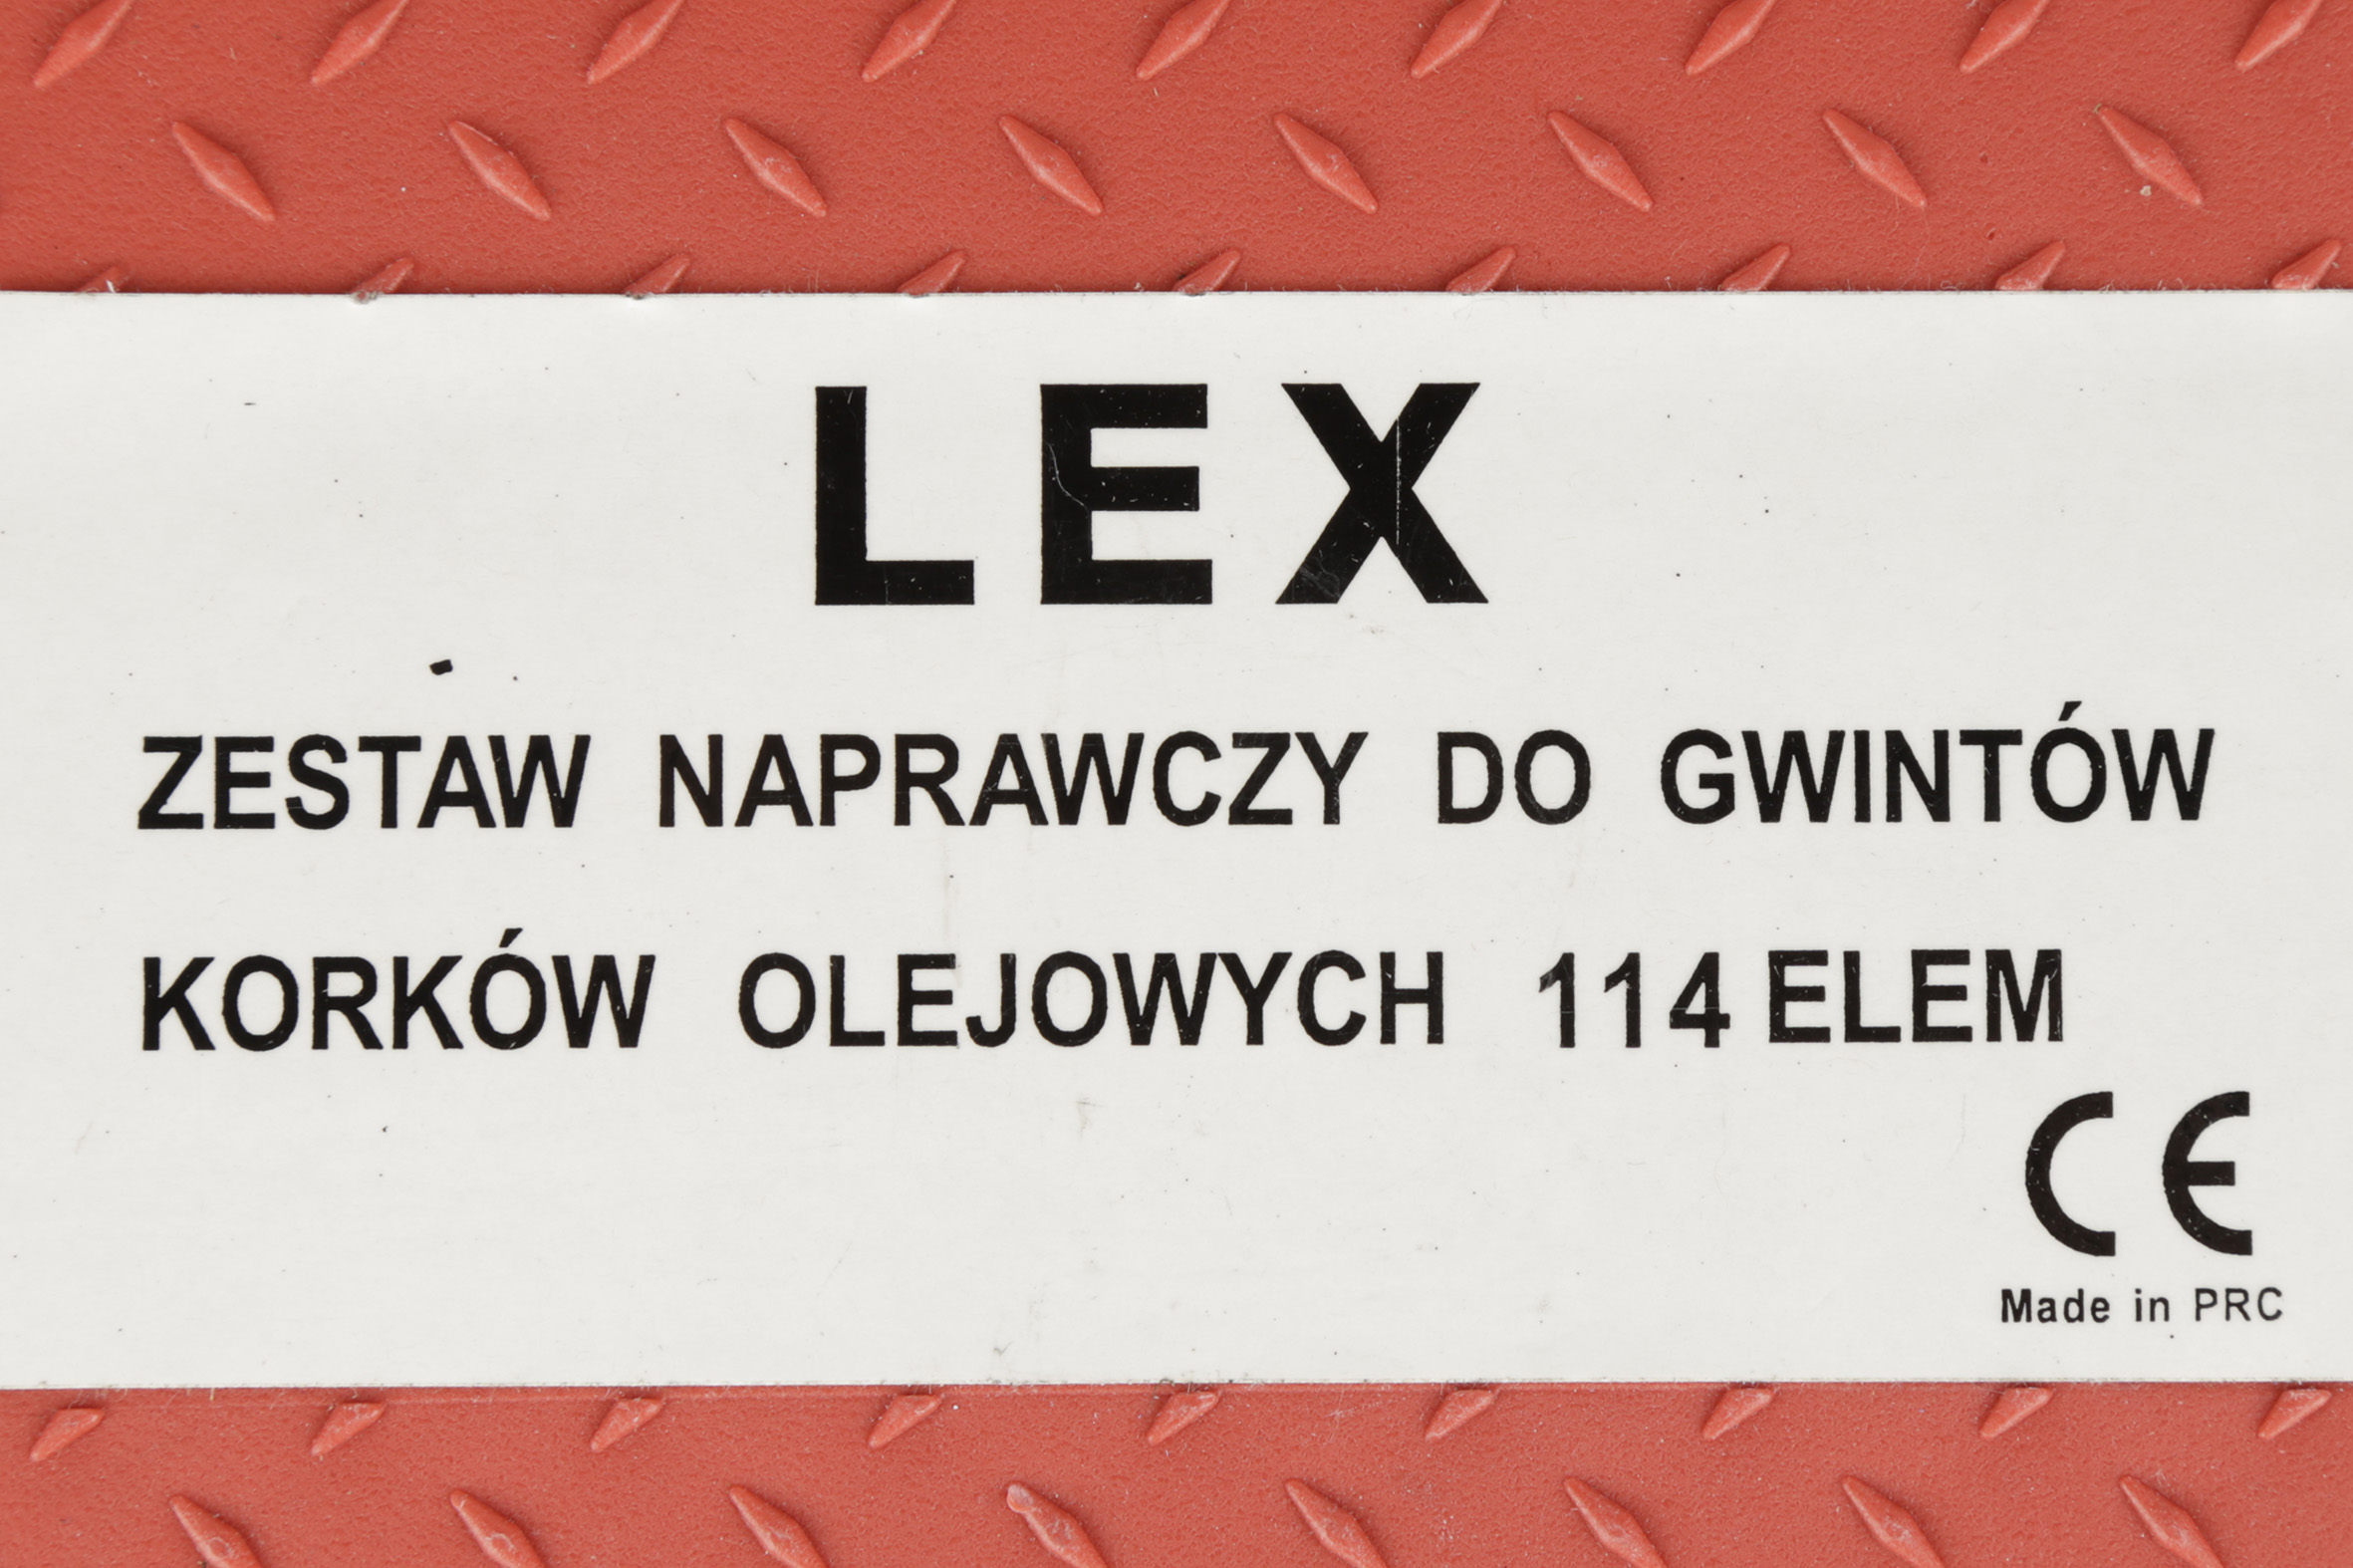 LEX
ZESTAW NAPRAWCZY DO GWINTÓW
KORKÓW OLEJOWYCH 114 ELEM
CE
Made in PRC